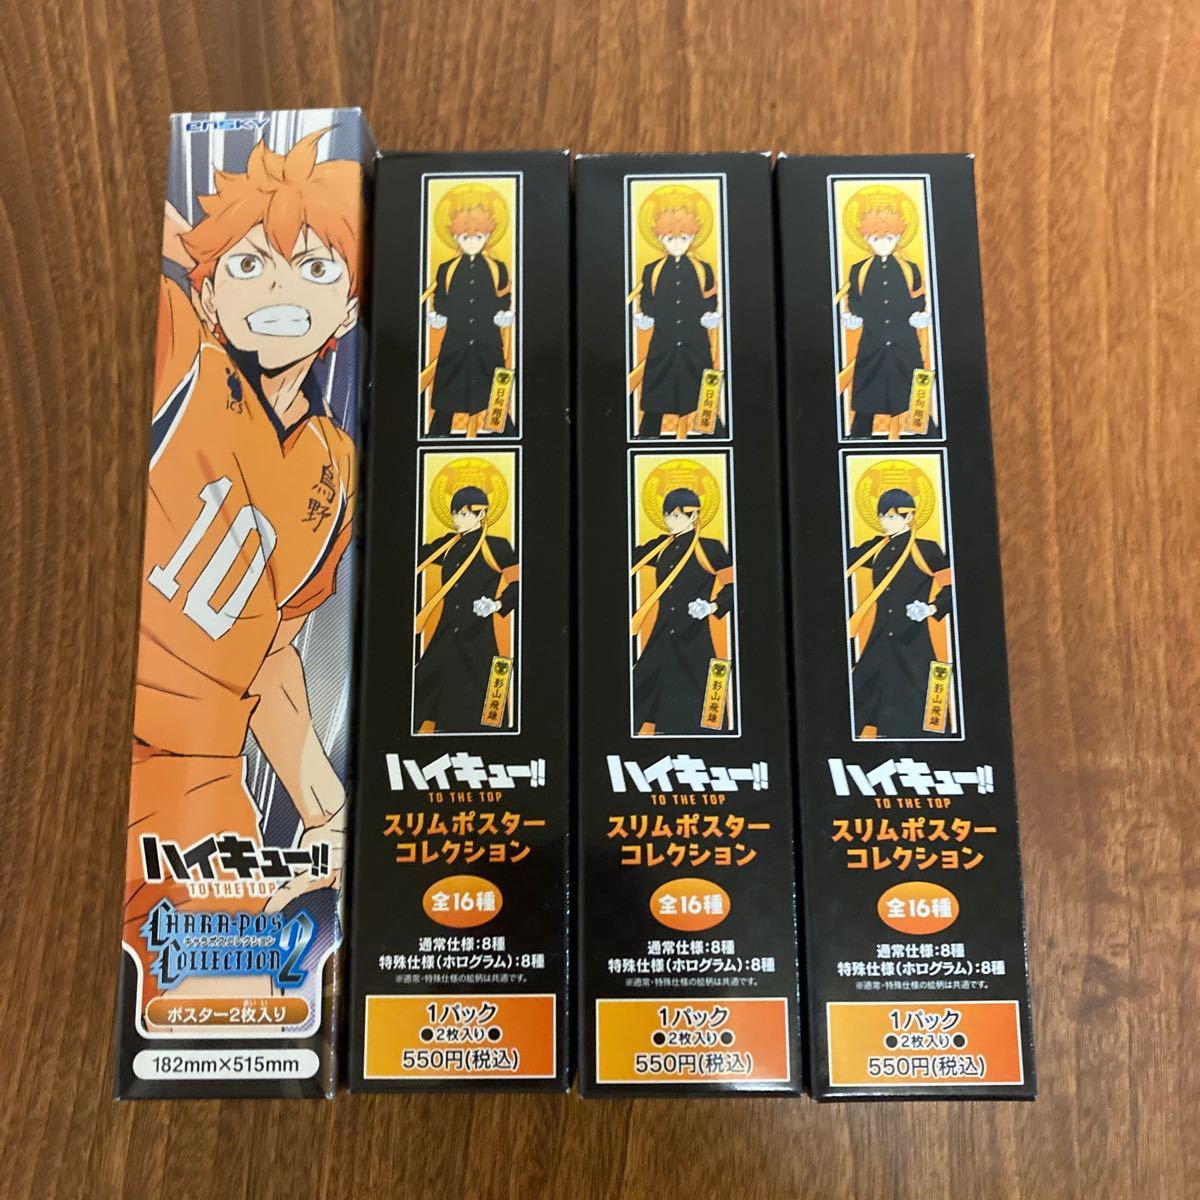 ensky
iCS
烏野
10
ハイキュー!!
TO THE TOP
CHARA-POS
キャラポスコレクション
COLLECTION 2
ポスター2枚入り
182mm×515mm
烏
日向翔陽
烏
影山飛雄
ハイキュー!!
TO THE TOP
スリムポスター
コレクション
全16種
通常仕様:8種
特殊仕様(ホログラム):8種
※通常・特殊仕様の絵柄は共通です。
1パック
●2枚入り●
550円(税込)
烏
日向翔陽
烏
影山飛雄
ハイキュー!!
TO THE TOP
スリムポスター
コレクション
全16種
通常仕様:8種
特殊仕様(ホログラム):8種
※通常・特殊仕様の絵柄は共通です。
1パック
●2枚入り●
550円(税込)
烏
日向翔陽
烏
影山飛雄
ハイキュー!!
TO THE TOP
スリムポスター
コレクション
全16種
通常仕様:8種
特殊仕様(ホログラム):8種
※通常・特殊仕様の絵柄は共通です。
1パック
●2枚入り●
550円(税込)